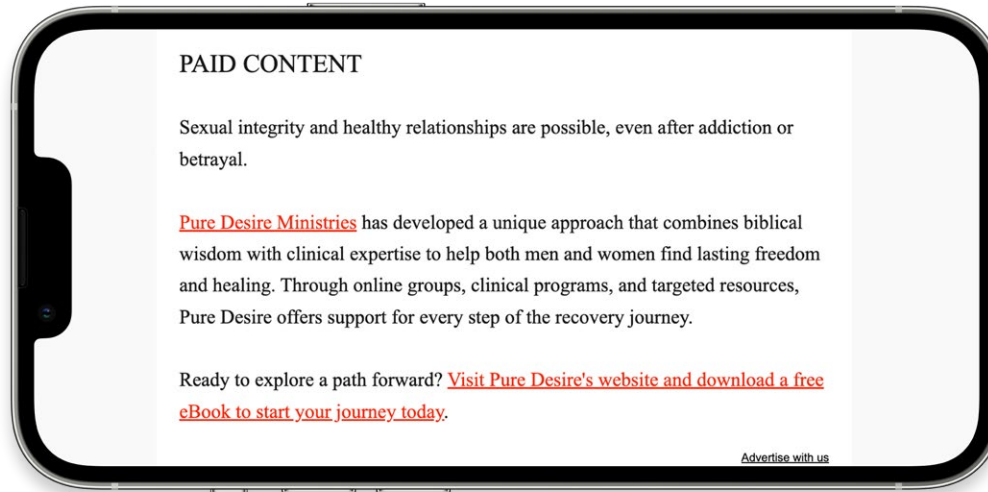 PAID CONTENT
Sexual integrity and healthy relationships are possible, even after addiction or
betrayal.
Pure Desire Ministries has developed a unique approach that combines biblical
wisdom with clinical expertise to help both men and women find lasting freedom
and healing. Through online groups, clinical programs, and targeted resources,
Pure Desire offers support for every step of the recovery journey.
Ready to explore a path forward? Visit Pure Desire's website and download a free
eBook to start your journey today.
Advertise with us